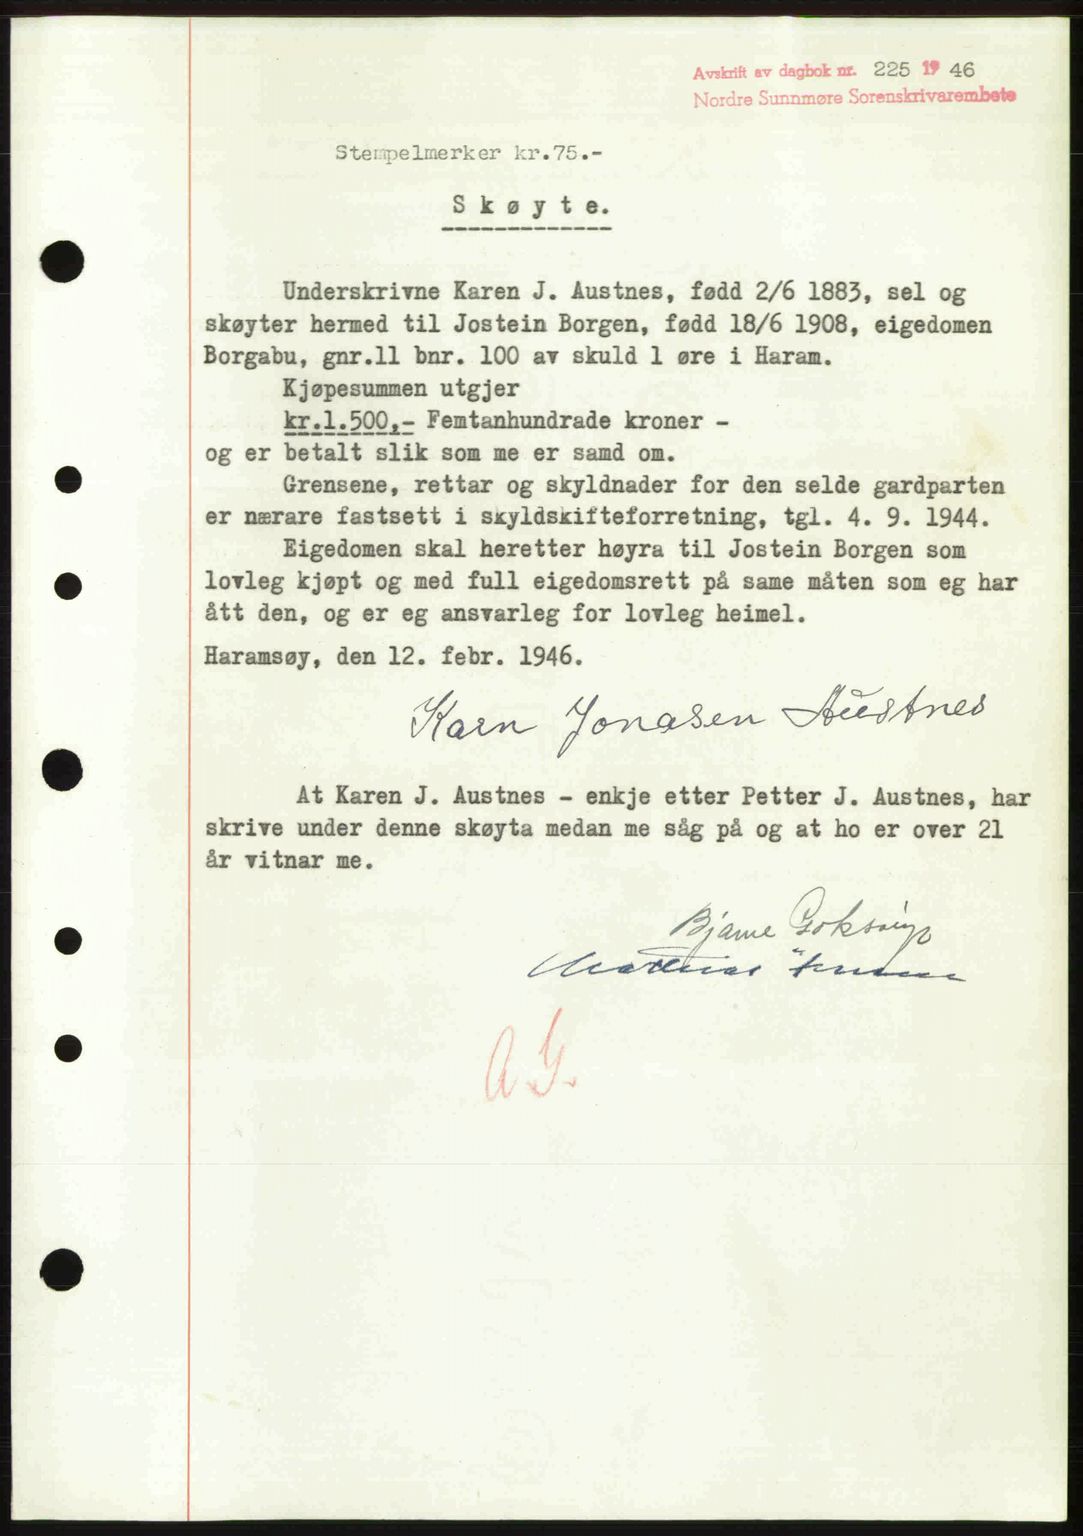 Avskrift av dagbok nr. 225 19 46
Nordre Sunnmøre Sorenskrivarembete
Stempelmerker kr.75.-
Skøyte.
Underskrivne Karen J. Austnes, fødd 2/6 1883, sel og
skøyter hermed til Jostein Borgen, fødd 18/6 1908, eigedomen
Borgabu, gnr.11 bnr. 100 av skuld 1 øre i Haram.
Kjøpesummen utgjer
kr.1.500,- Femtanhundrade kroner -
og er betalt slik som me er samd om.
Grensene, rettar og skyldnader for den selde gardparten
er nærare fastsett i skyldskifteforretning, tgl. 4. 9. 1944.
Eigedomen skal heretter høyra til Jostein Borgen som
lovleg kjøpt og med full eigedomsrett på same måten som eg har
ått den, og er eg ansvarleg for lovleg heimel.
Haramsøy, den 12. febr. 1946.
Karn Jonasen Austnes
At Karen J. Austnes - enkje etter Petter J. Austnes, har
skrive under denne skøyta medan me såg på og at ho er over 21
år vitnar me.
Bjarne Goksøyr
A.G.